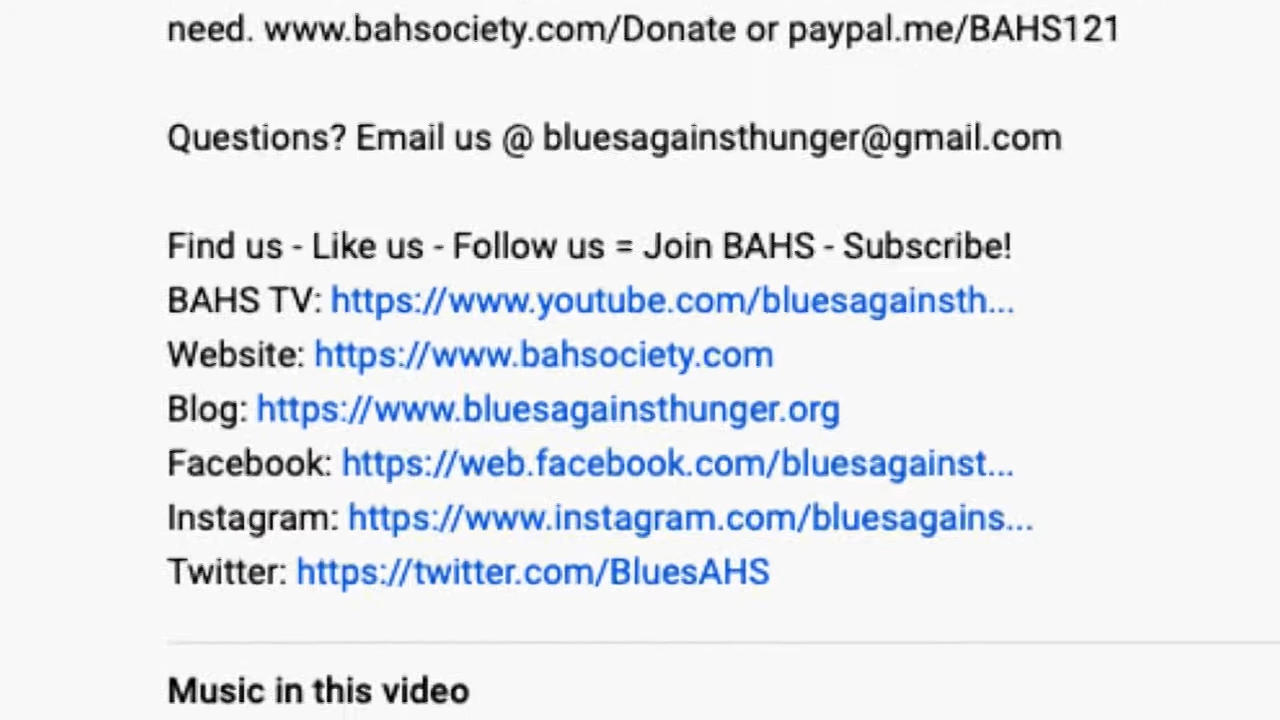 need. www.bahsociety.com/Donate or paypal.me/BAHS121
Questions? Email us @ bluesagainsthunger@gmail.com
Find us - Like us - Follow us = Join BAHS - Subscribe!
BAHS TV: https://www.youtube.com/bluesagainsth...
Website: https://www.bahsociety.com
Blog: https://www.bluesagainsthunger.org
Facebook: https://web.facebook.com/bluesagainst...
Instagram: https://www.instagram.com/bluesagains...
Twitter: https://twitter.com/BluesAHS
Music in this video